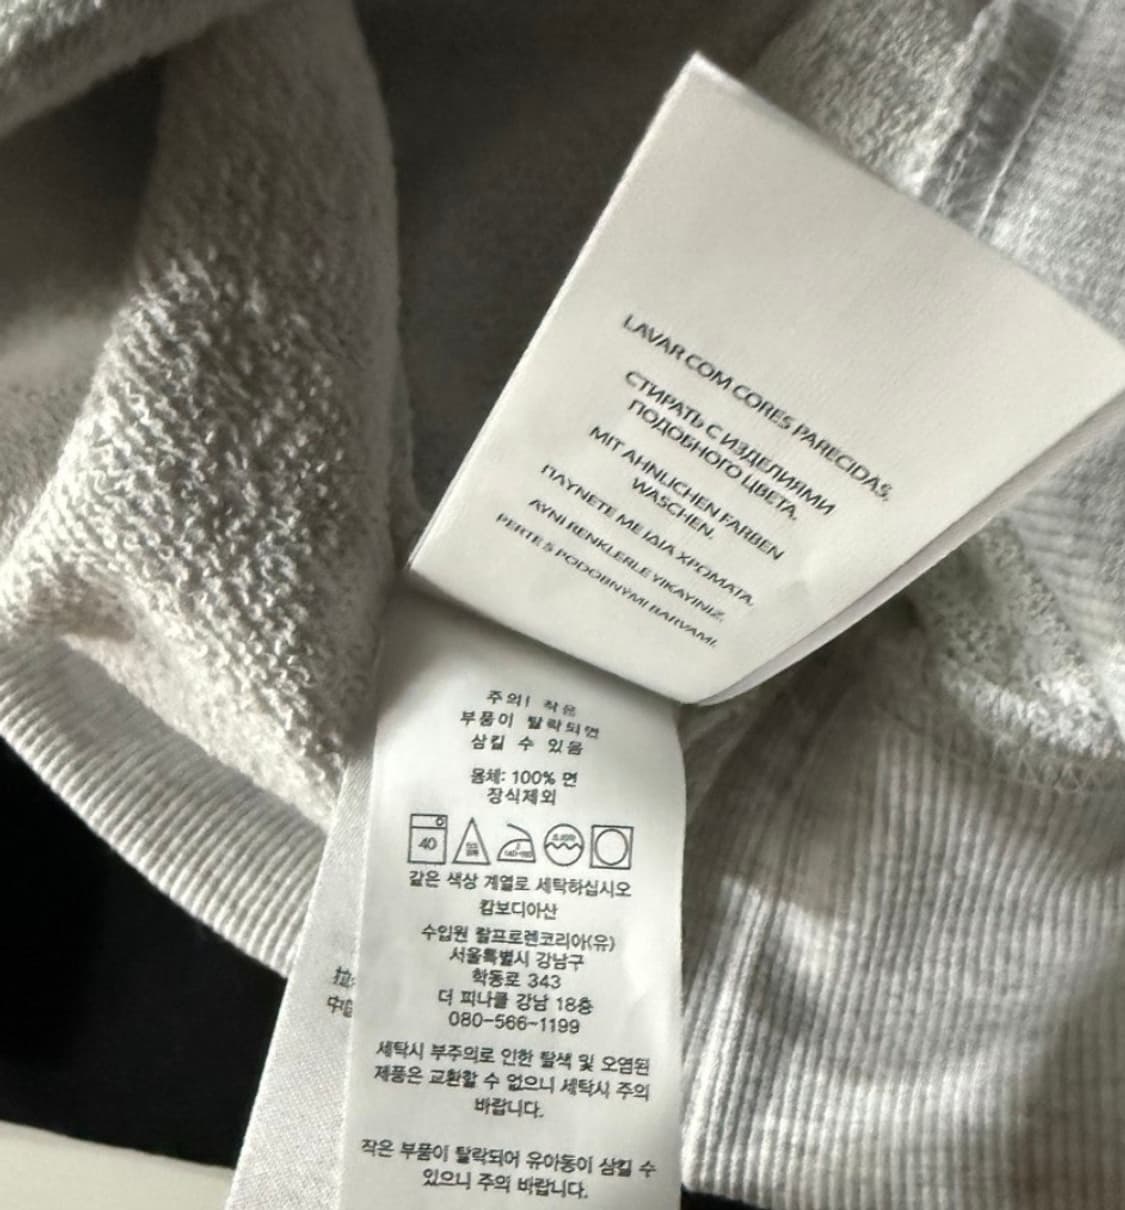 LAVAR COM CORES PARECIDAS.
СТИРАТЬ С ИЗДЕЛИЯМИ
ПОДОБНОГО ЦВЕТА.
MIT ÄHNLICHEN FARBEN
WASCHEN.
ΠΛΥΝΕΤΕ ΜΕ ΙΔΙΑ ΧΡΩΜΑΤΑ.
AYNI RENKLERLE YIKAYINIZ.
PERTE S PODOBNÝMI BARVAMI.
주의! 작은
부품이 탈락되면
삼킬 수 있음
몸체: 100% 면
장식제외
40
같은 색상 계열로 세탁하십시오
캄보디아산
수입원 랄프로렌코리아(유)
서울특별시 강남구
학동로 343
더 피나클 강남 18층
080-566-1199
세탁시 부주의로 인한 탈색 및 오염된
제품은 교환할 수 없으니 세탁시 주의
바랍니다.
작은 부품이 탈락되어 유아동이 삼킬 수
있으니 주의 바랍니다.
拉
中国